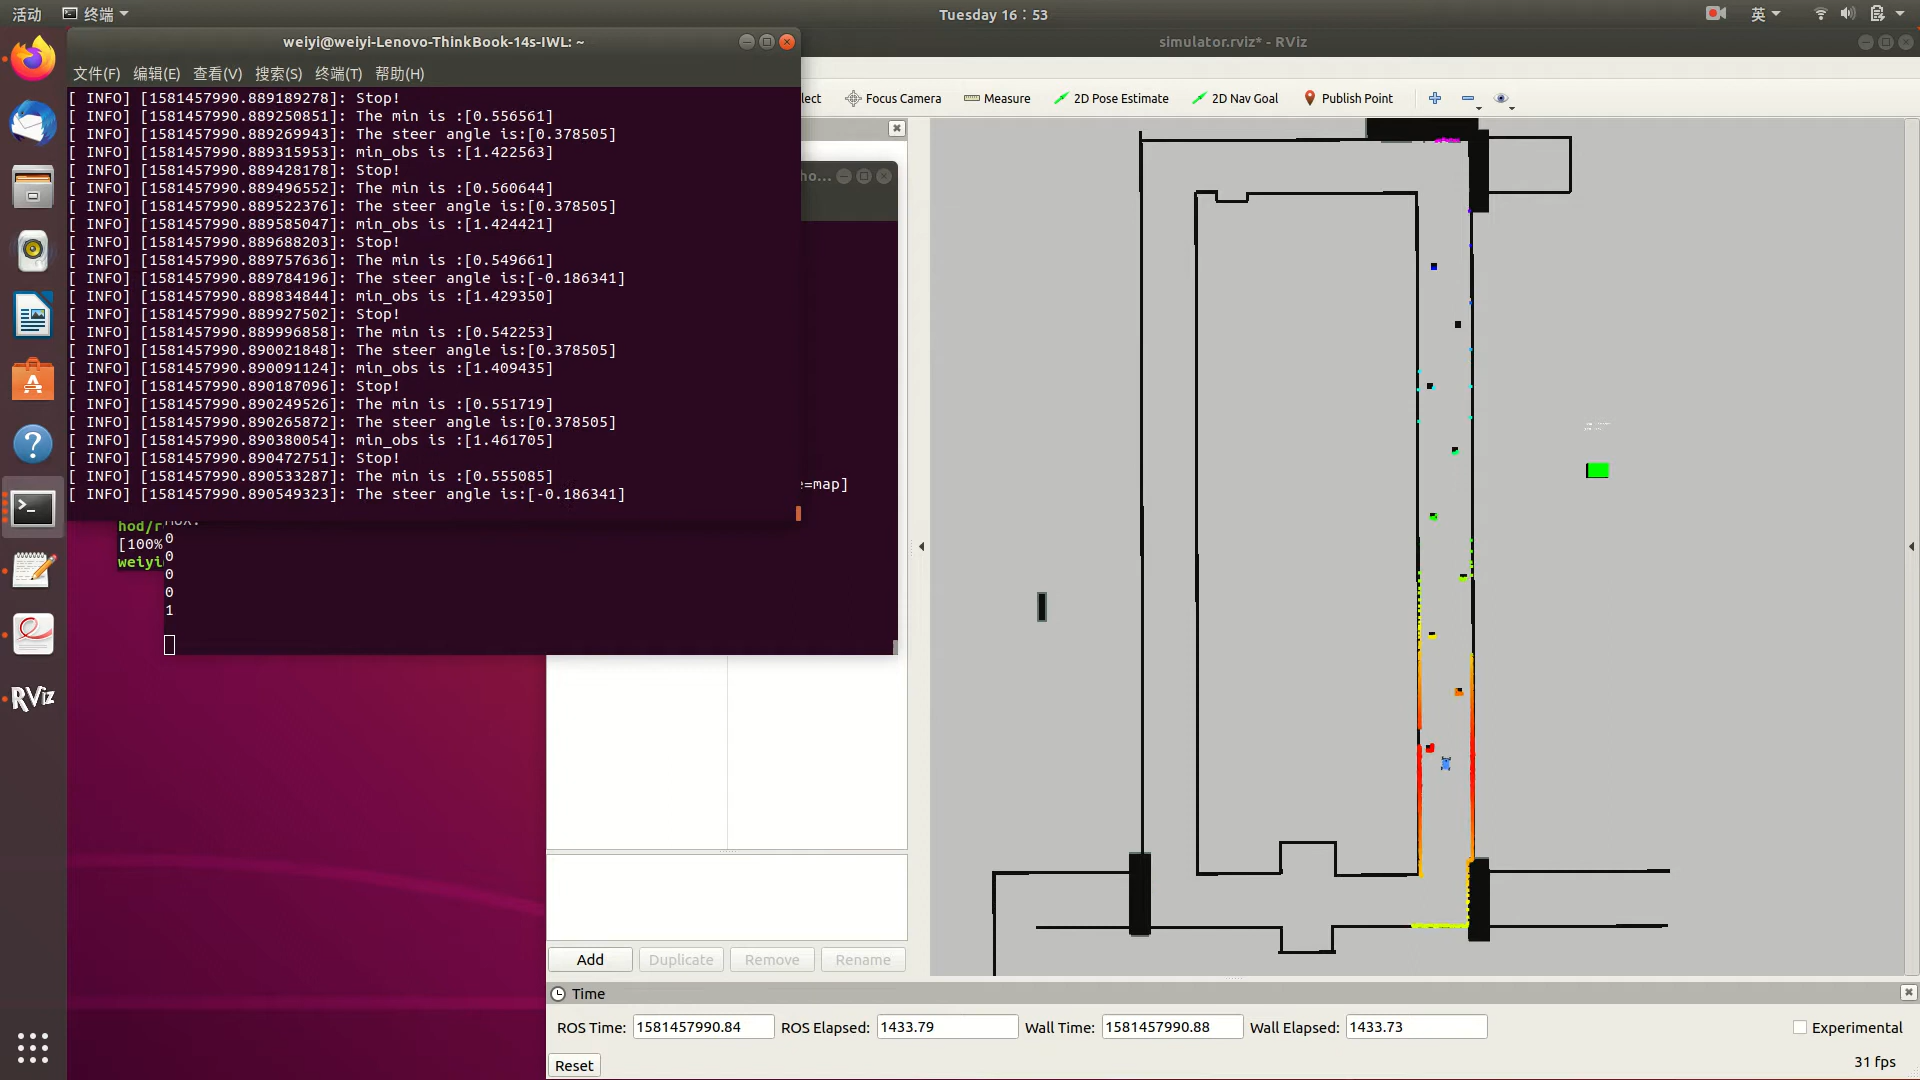 活动
终端
Tuesday 16：53
英
weiyi@weiyi-Lenovo-ThinkBook-14s-IWL: ~
文件(F) 编辑(E) 查看(V) 搜索(S) 终端(T) 帮助(H)
[ INFO] [1581457990.889189278]: Stop!
[ INFO] [1581457990.889250851]: The min is :[0.556561]
[ INFO] [1581457990.889269943]: The steer angle is:[0.378505]
[ INFO] [1581457990.889315953]: min_obs is :[1.422563]
[ INFO] [1581457990.889428178]: Stop!
[ INFO] [1581457990.889496552]: The min is :[0.560644]
[ INFO] [1581457990.889522376]: The steer angle is:[0.378505]
[ INFO] [1581457990.889585047]: min_obs is :[1.424421]
[ INFO] [1581457990.889688203]: Stop!
[ INFO] [1581457990.889757636]: The min is :[0.549661]
[ INFO] [1581457990.889784196]: The steer angle is:[-0.186341]
[ INFO] [1581457990.889834844]: min_obs is :[1.429350]
[ INFO] [1581457990.889927502]: Stop!
[ INFO] [1581457990.889996858]: The min is :[0.542253]
[ INFO] [1581457990.890021848]: The steer angle is:[0.378505]
[ INFO] [1581457990.890091124]: min_obs is :[1.409435]
[ INFO] [1581457990.890187096]: Stop!
[ INFO] [1581457990.890249526]: The min is :[0.551719]
[ INFO] [1581457990.890265872]: The steer angle is:[0.378505]
[ INFO] [1581457990.890380054]: min_obs is :[1.461705]
[ INFO] [1581457990.890472751]: Stop!
[ INFO] [1581457990.890533287]: The min is :[0.555085]
[ INFO] [1581457990.890549323]: The steer angle is:[-0.186341]
e=map]
hod/r
[100%
weiyi
0
0
0
0
1
ho...
simulator.rviz* - RViz
lect
Focus Camera
Measure
2D Pose Estimate
2D Nav Goal
Publish Point
RViz
Add
Duplicate
Remove
Rename
Time
ROS Time: 1581457990.84 ROS Elapsed: 1433.79 Wall Time: 1581457990.88 Wall Elapsed: 1433.73 Experimental
Reset
31 fps